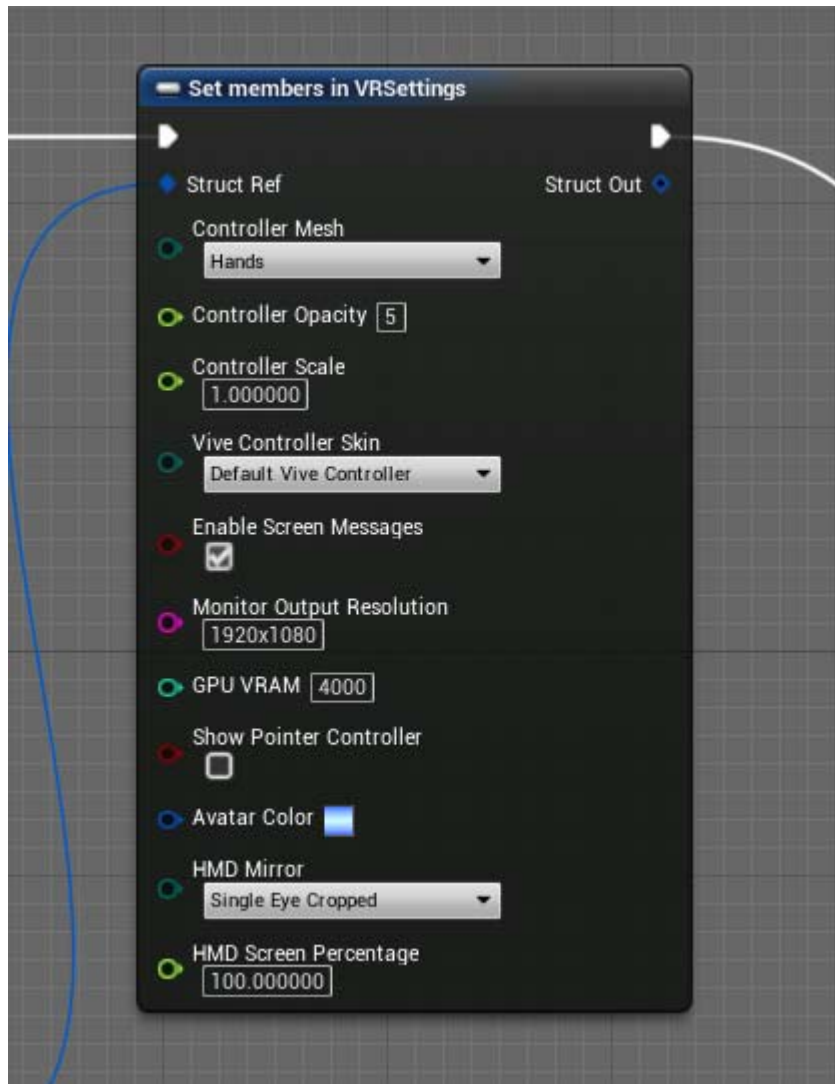 Set members in VRSettings
Struct Ref Struct Out
Controller Mesh
Hands
Controller Opacity 5
Controller Scale
1.000000
Vive Controller Skin
Default Vive Controller
Enable Screen Messages
Monitor Output Resolution
1920x1080
GPU VRAM 4000
Show Pointer Controller
Avatar Color
HMD Mirror
Single Eye Cropped
HMD Screen Percentage
100.000000